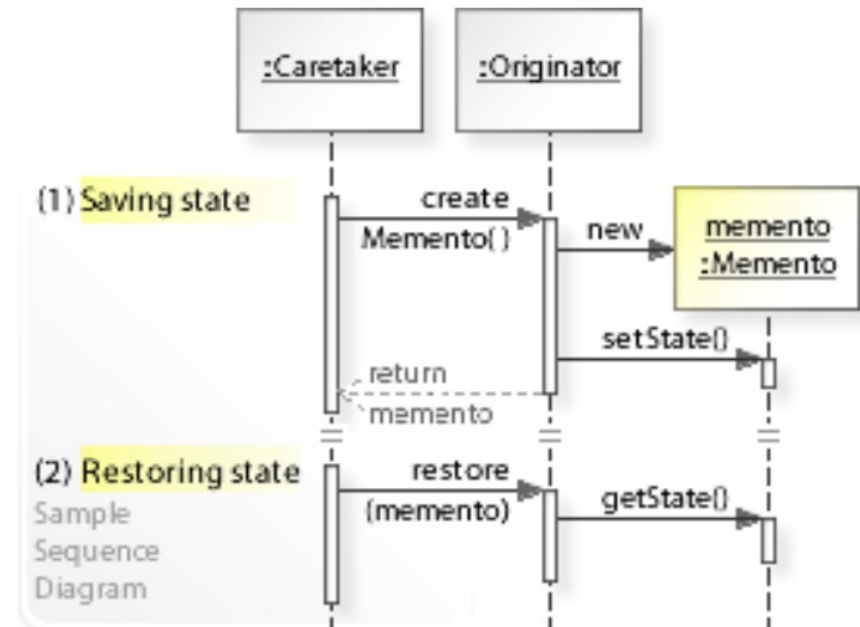 :Caretaker
:Originator
(1) Saving state
create
Memento( )
new
memento
:Memento
setState()
return
memento
(2) Restoring state
restore
(memento)
getState()
Sample
Sequence
Diagram